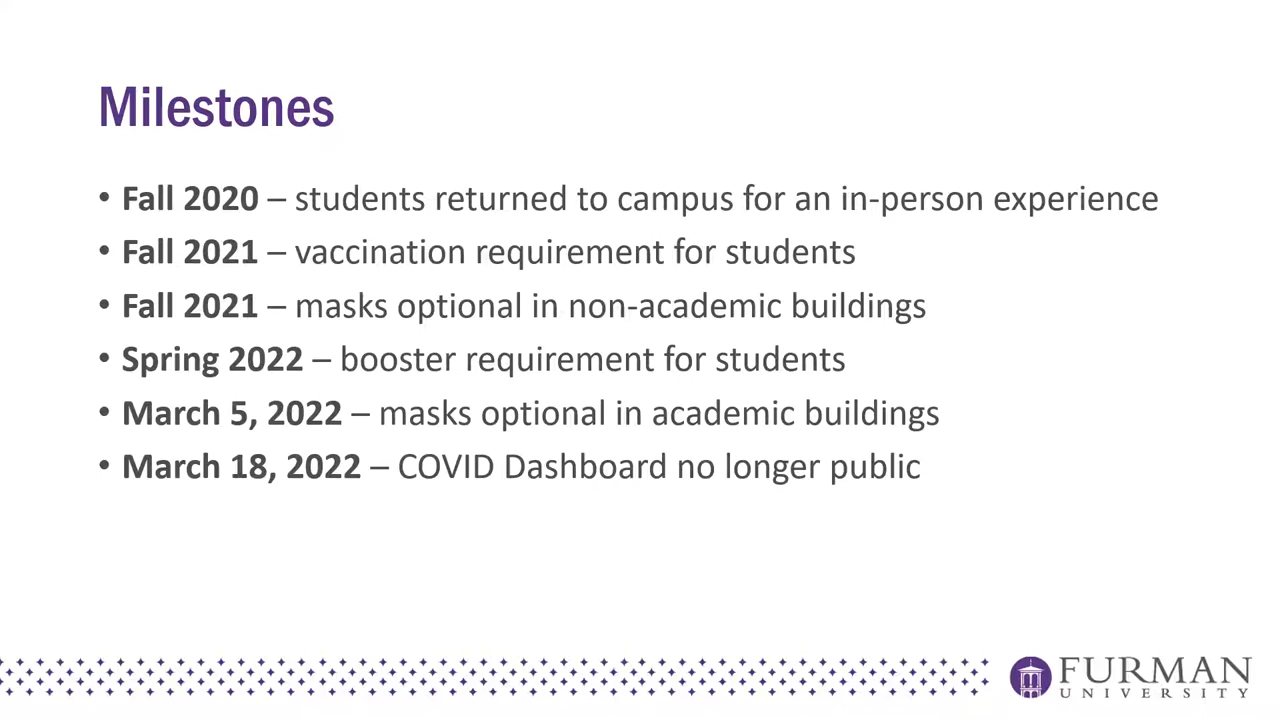 Milestones
• Fall 2020 – students returned to campus for an in-person experience
• Fall 2021 – vaccination requirement for students
• Fall 2021 – masks optional in non-academic buildings
• Spring 2022 – booster requirement for students
• March 5, 2022 – masks optional in academic buildings
• March 18, 2022 – COVID Dashboard no longer public
FURMAN
UNIVERSITY